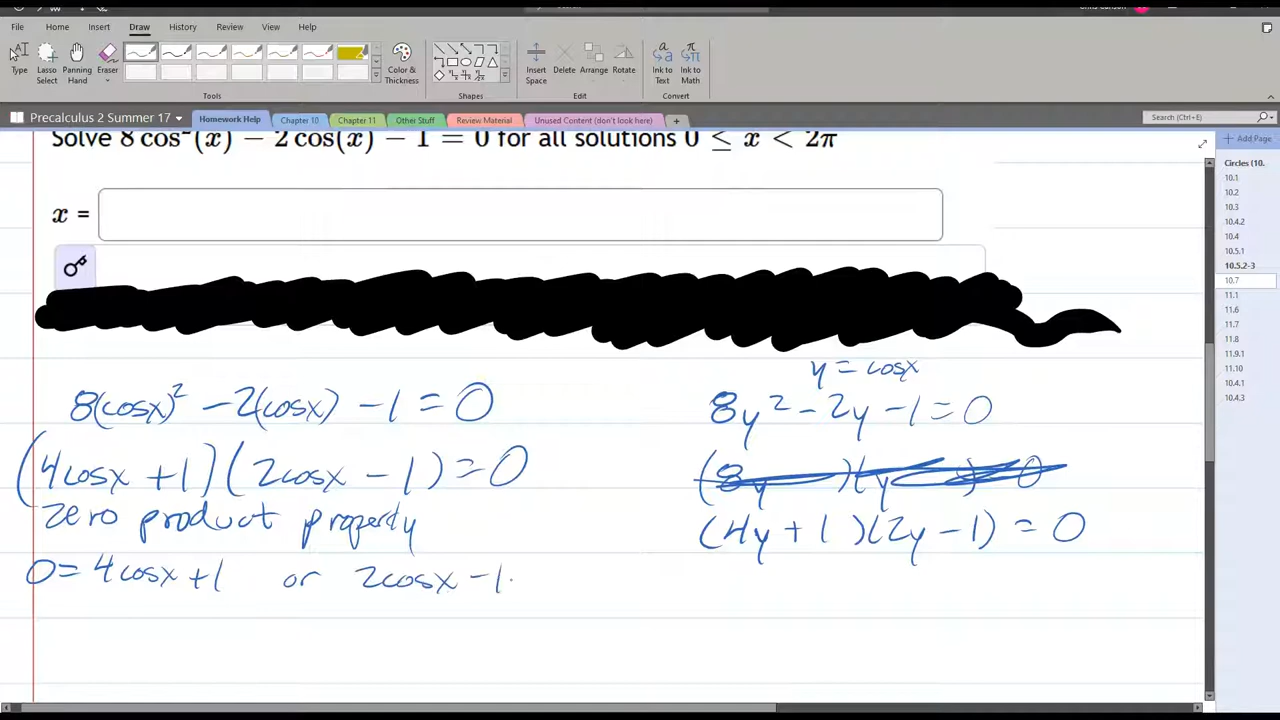 File Home Insert Draw History Review View Help
Type Lasso Select Panning Hand Eraser Color & Thickness Insert Space Delete Arrange Rotate Ink to Text Ink to Math
Tools Shapes Edit Convert
Precalculus 2 Summer 17 Homework Help Chapter 10 Chapter 11 Other Stuff Review Material Unused Content (don't look here) + Search (Ctrl+E)
Add Page
Solve 8 cos²(x) − 2 cos(x) − 1 = 0 for all solutions 0 ≤ x < 2π
x =
y = cosx
8(cosx)² − 2(cosx) − 1 = 0
8y² − 2y − 1 = 0
(4cosx + 1)(2cosx − 1) = 0
zero product property
(4y + 1)(2y − 1) = 0
0 = 4cosx + 1 or 2cosx − 1
Circles (10.
10.1
10.2
10.3
10.4.2
10.4
10.5.1
10.5.2-3
10.7
11.1
11.6
11.7
11.8
11.9.1
11.10
10.4.1
10.4.3